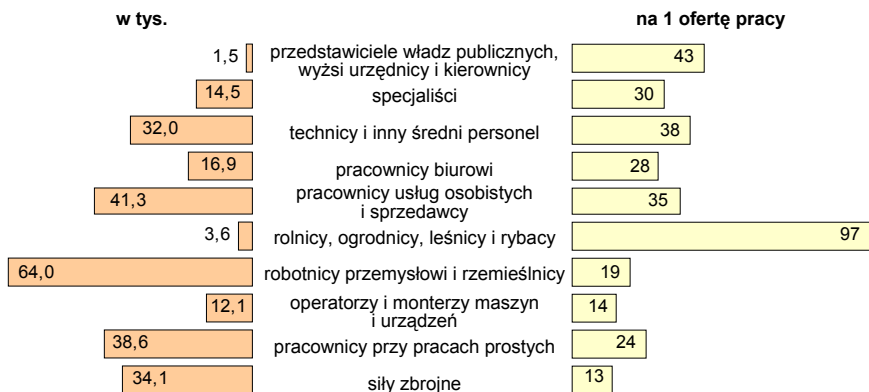 w tys.
na 1 ofertę pracy
1,5
przedstawiciele władz publicznych,
wyżsi urzędnicy i kierownicy
43
14,5
specjaliści
30
32,0
technicy i inny średni personel
38
16,9
pracownicy biurowi
28
41,3
pracownicy usług osobistych
i sprzedawcy
35
3,6
rolnicy, ogrodnicy, leśnicy i rybacy
97
64,0
robotnicy przemysłowi i rzemieślnicy
19
12,1
operatorzy i monterzy maszyn
i urządzeń
14
38,6
pracownicy przy pracach prostych
24
34,1
siły zbrojne
13